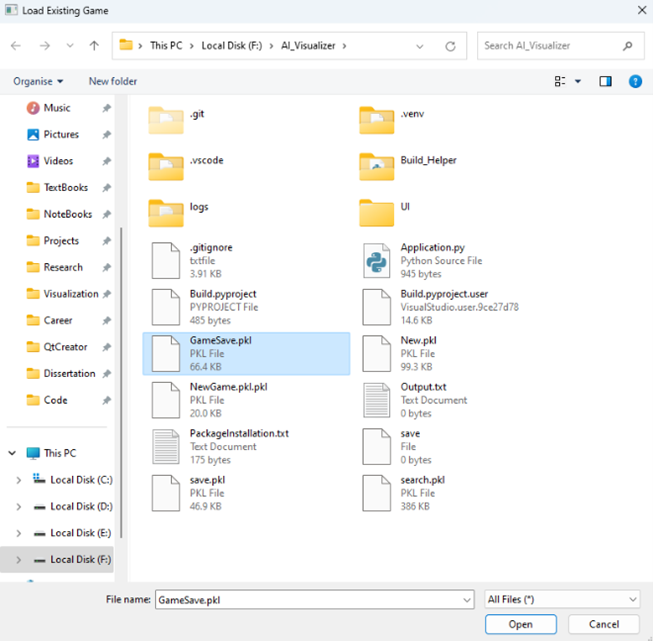 Load Existing Game
This PC > Local Disk (F:) > AI_Visualizer >
Search AI_Visualizer
Organise
New folder
Music
Pictures
Videos
TextBooks
NoteBooks
Projects
Research
Visualization
Career
QtCreator
Dissertation
Code
This PC
Local Disk (C:)
Local Disk (D:)
Local Disk (E:)
Local Disk (F:)
.git
.venv
.vscode
Build_Helper
logs
UI
.gitignore
txtfile
3.91 KB
Application.py
Python Source File
945 bytes
Build.pyproject
PYPROJECT File
485 bytes
Build.pyproject.user
VisualStudio.user.9ce27d78
14.6 KB
GameSave.pkl
PKL File
66.4 KB
New.pkl
PKL File
99.3 KB
NewGame.pkl.pkl
PKL File
20.0 KB
Output.txt
Text Document
0 bytes
PackageInstallation.txt
Text Document
175 bytes
save
File
0 bytes
save.pkl
PKL File
46.9 KB
search.pkl
PKL File
386 KB
File name:
GameSave.pkl
All Files (*)
Open
Cancel